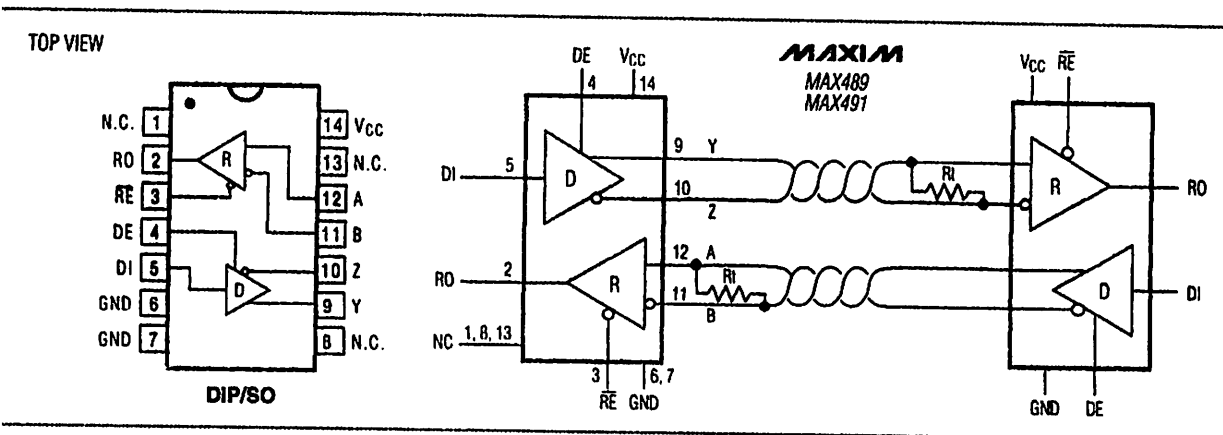 TOP VIEW
N.C. 1
RO 2
RE 3
DE 4
DI 5
GND 6
GND 7
14 VCC
13 N.C.
12 A
11 B
10 Z
9 Y
8 N.C.
R
D
DIP/SO
DE VCC
4 14
MAXIM
MAX489
MAX491
VCC RE
DI 5 D
9 Y
10
Z
Rt
R RO
RO 2 R
12 A
Rt
11
B
D DI
NC 1, 8, 13
3 6, 7
RE GND
GND DE